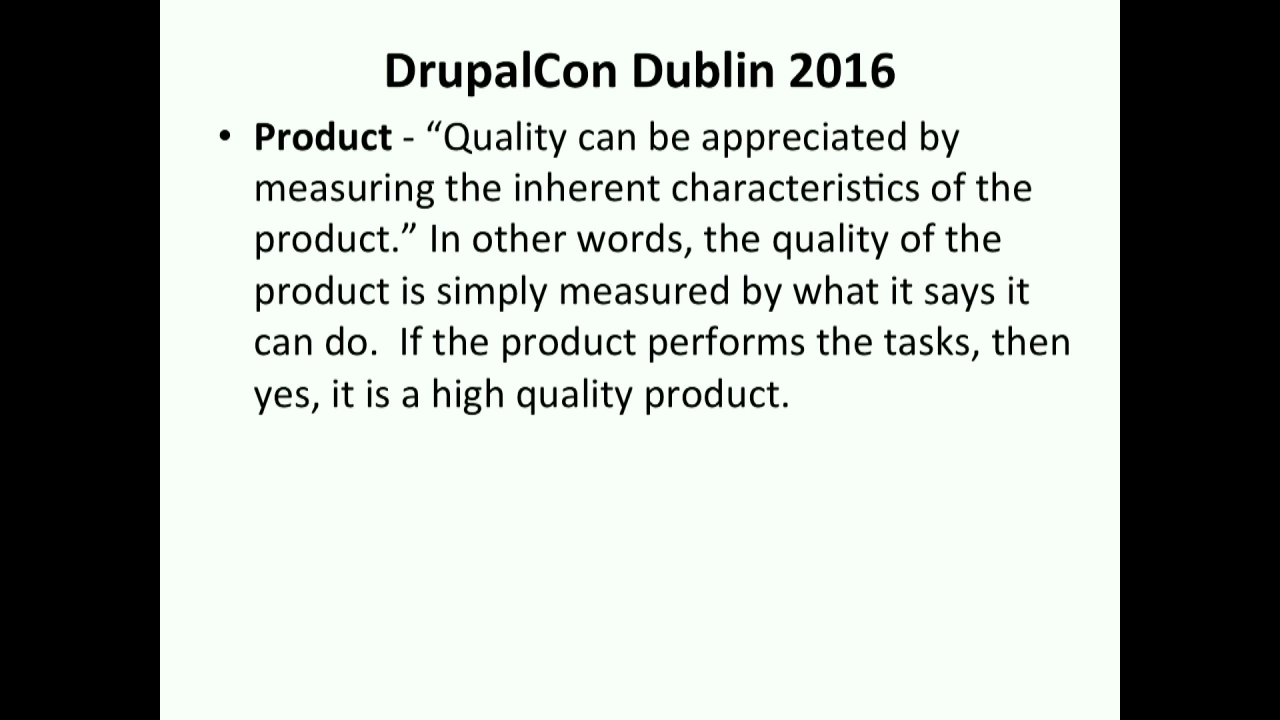 DrupalCon Dublin 2016
• Product - “Quality can be appreciated by
measuring the inherent characteristics of the
product.” In other words, the quality of the
product is simply measured by what it says it
can do.  If the product performs the tasks, then
yes, it is a high quality product.